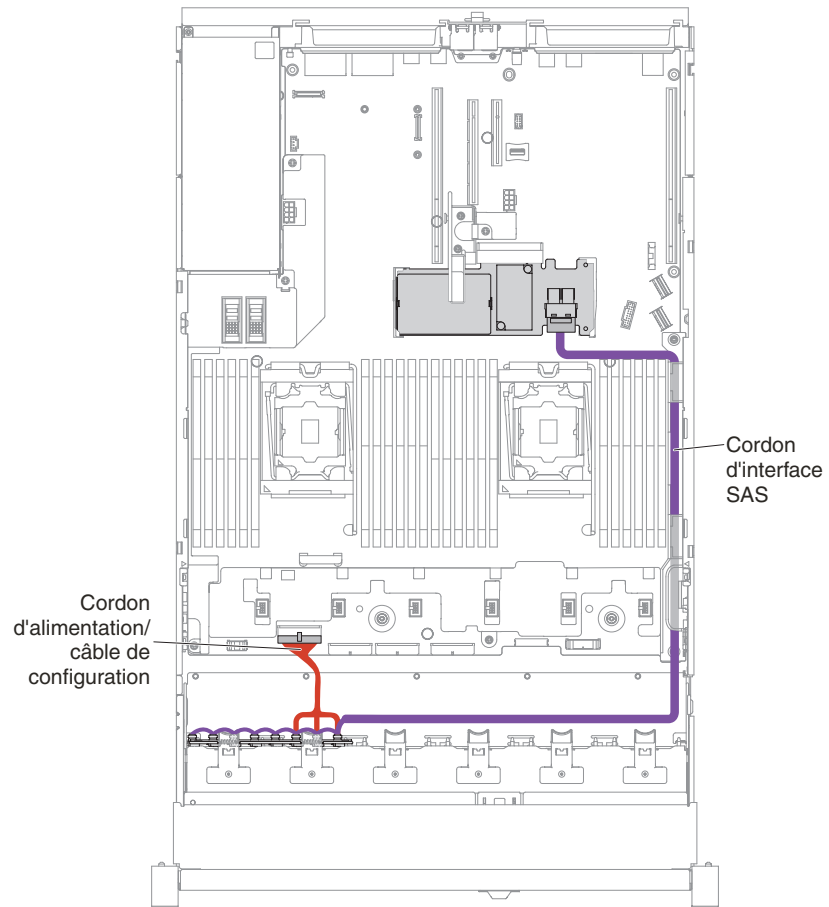 Cordon
d'interface
SAS
Cordon
d'alimentation/
câble de
configuration